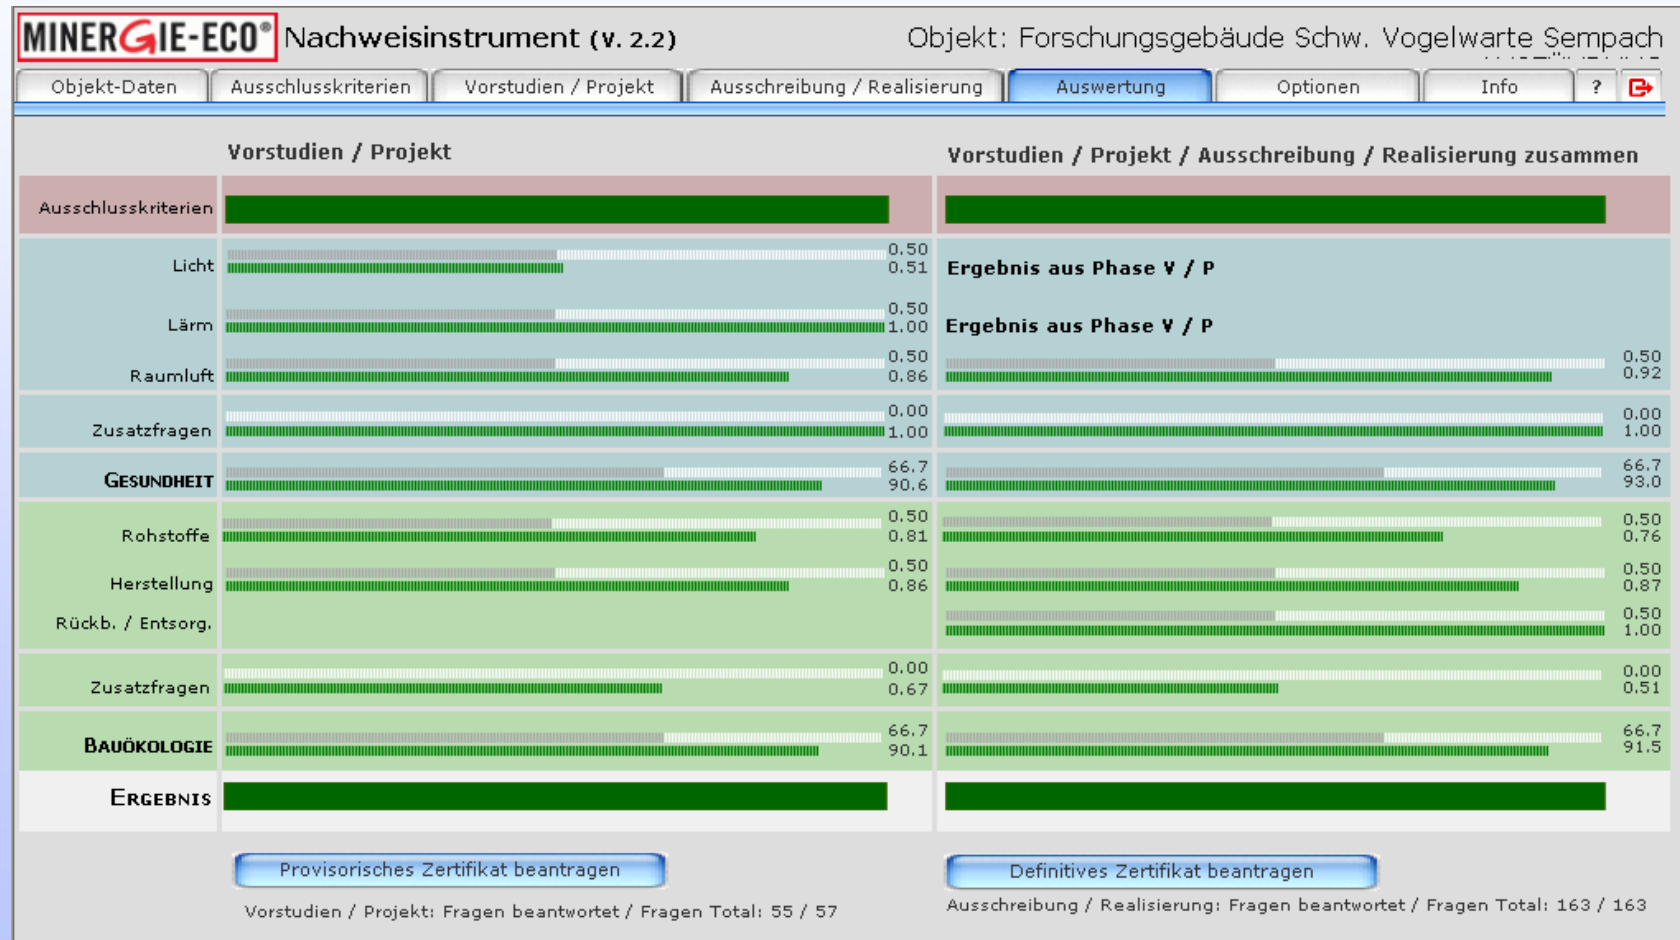 MINERGIE-ECO® Nachweisinstrument (V. 2.2)
Objekt: Forschungsgebäude Schw. Vogelwarte Sempach
Objekt-Daten Ausschlusskriterien Vorstudien / Projekt Ausschreibung / Realisierung Auswertung Optionen Info ?
Vorstudien / Projekt
Vorstudien / Projekt / Ausschreibung / Realisierung zusammen
Ausschlusskriterien
Licht
0.50
0.51
Ergebnis aus Phase V / P
Lärm
0.50
1.00
Ergebnis aus Phase V / P
Raumluft
0.50
0.86
0.50
0.92
Zusatzfragen
0.00
1.00
0.00
1.00
GESUNDHEIT
66.7
90.6
66.7
93.0
Rohstoffe
0.50
0.81
0.50
0.76
Herstellung
0.50
0.86
0.50
0.87
Rückb. / Entsorg.
0.50
1.00
Zusatzfragen
0.00
0.67
0.00
0.51
BAUÖKOLOGIE
66.7
90.1
66.7
91.5
ERGEBNIS
Provisorisches Zertifikat beantragen
Definitives Zertifikat beantragen
Vorstudien / Projekt: Fragen beantwortet / Fragen Total: 55 / 57
Ausschreibung / Realisierung: Fragen beantwortet / Fragen Total: 163 / 163